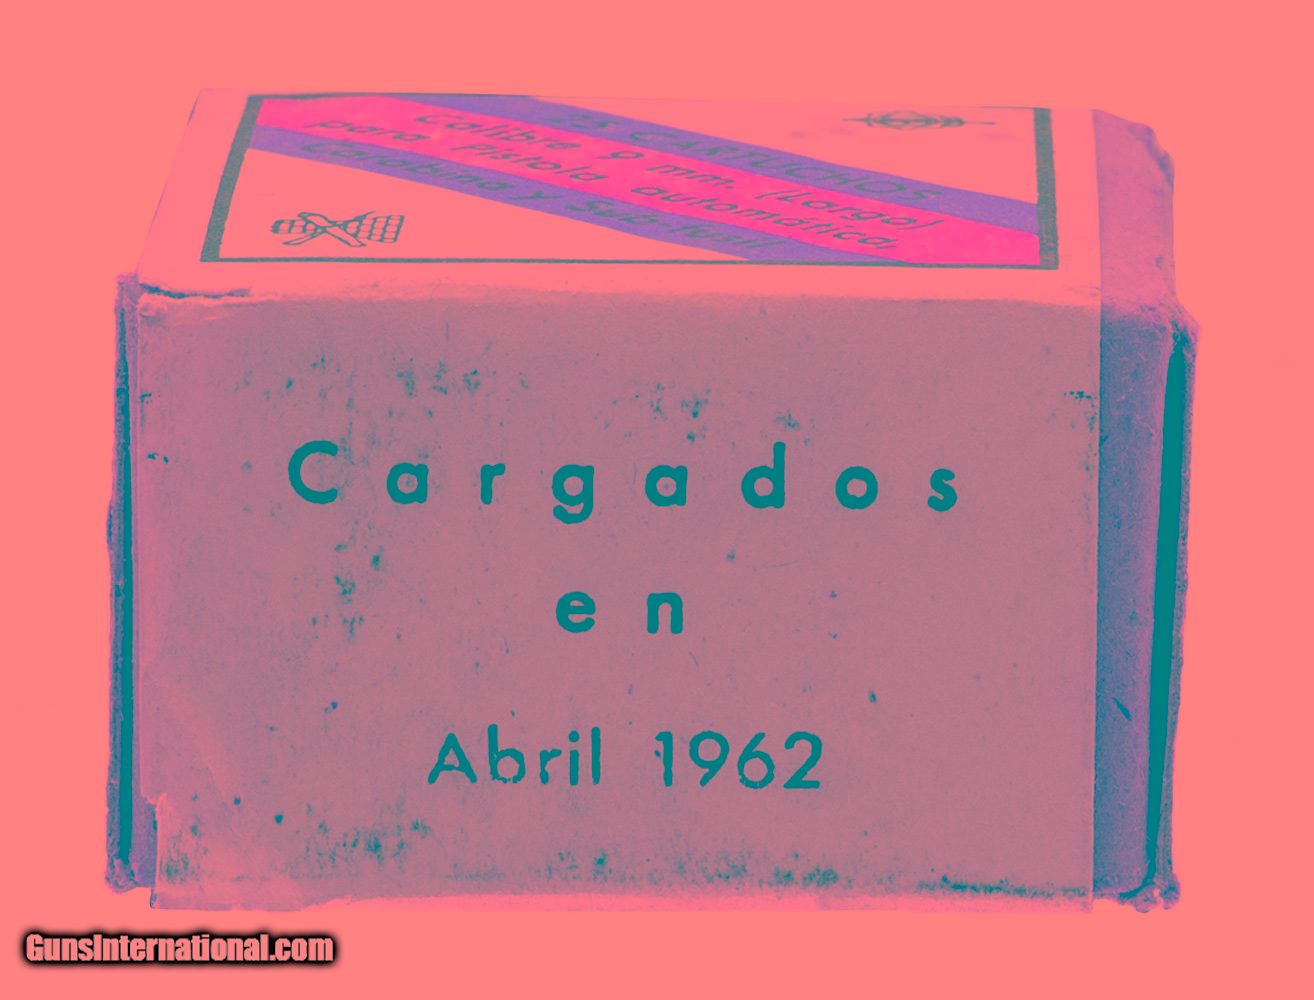 25 CARTUCHOS
Calibre 9 mm. (Largo)
para Pistola automática,
Carabina y Sub-fusil
Cargados
en
Abril 1962
GunsInternational.com